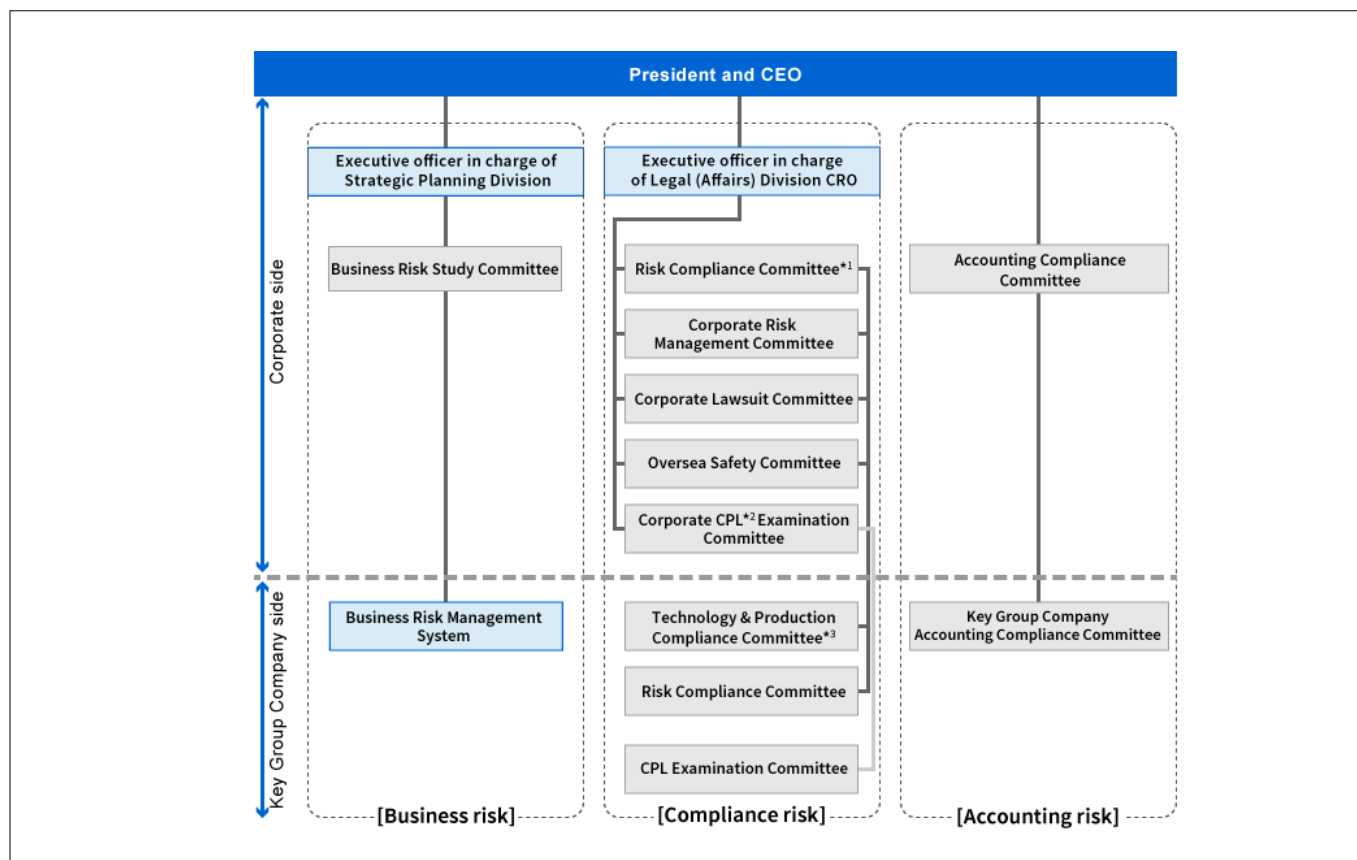 President and CEO
Corporate side
Executive officer in charge of
Strategic Planning Division
Business Risk Study Committee
Executive officer in charge
of Legal (Affairs) Division CRO
Risk Compliance Committee*1
Corporate Risk
Management Committee
Corporate Lawsuit Committee
Oversea Safety Committee
Corporate CPL*2 Examination
Committee
Accounting Compliance
Committee
Key Group Company side
Business Risk Management
System
Technology & Production
Compliance Committee*3
Risk Compliance Committee
CPL Examination Committee
Key Group Company
Accounting Compliance Committee
[Business risk]
[Compliance risk]
[Accounting risk]